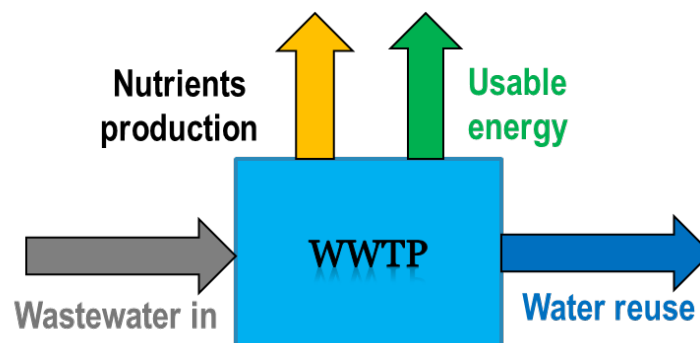 Nutrients
production
Usable
energy
WWTP
Wastewater in
Water reuse